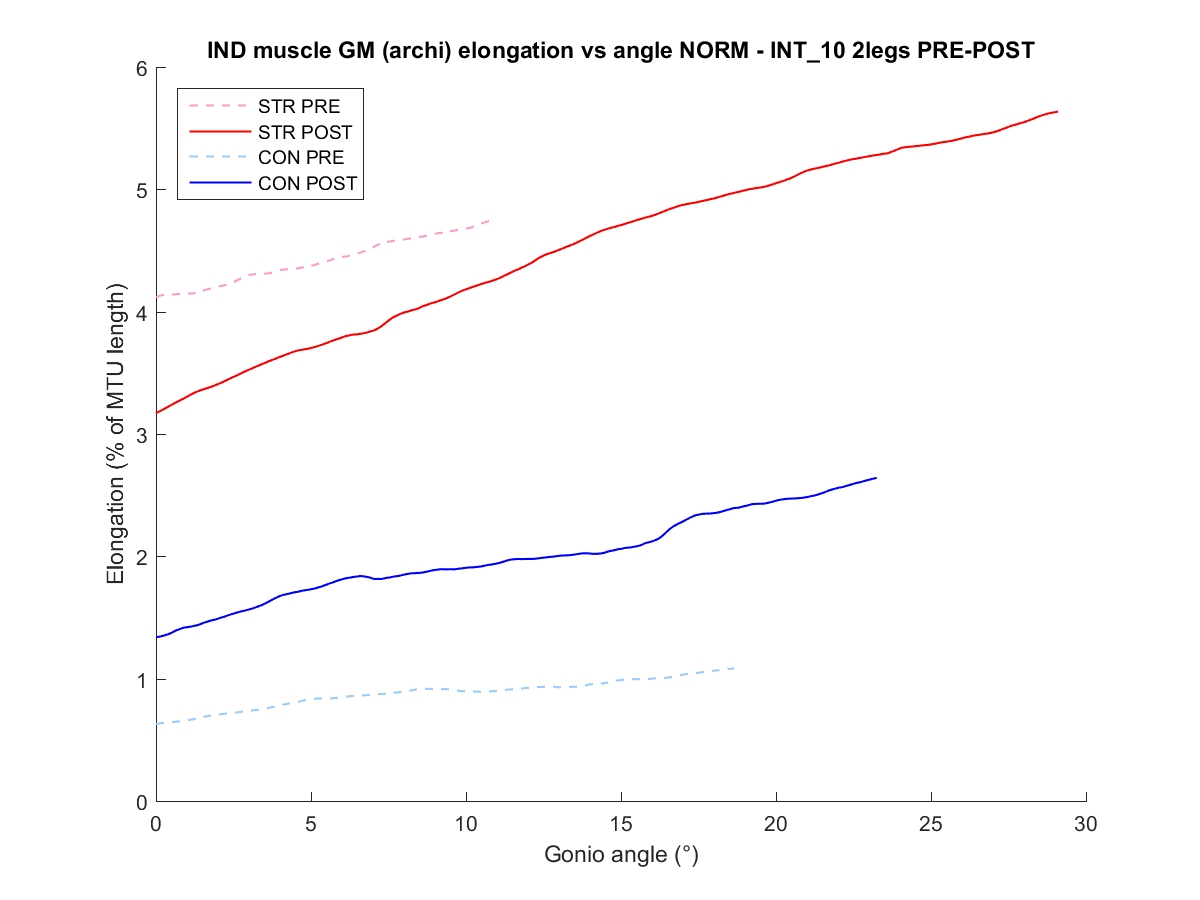 IND muscle GM (archi) elongation vs angle NORM - INT_10 2legs PRE-POST
STR PRE
STR POST
CON PRE
CON POST
Elongation (% of MTU length)
6
5
4
3
2
1
0
0 5 10 15 20 25 30
Gonio angle (°)